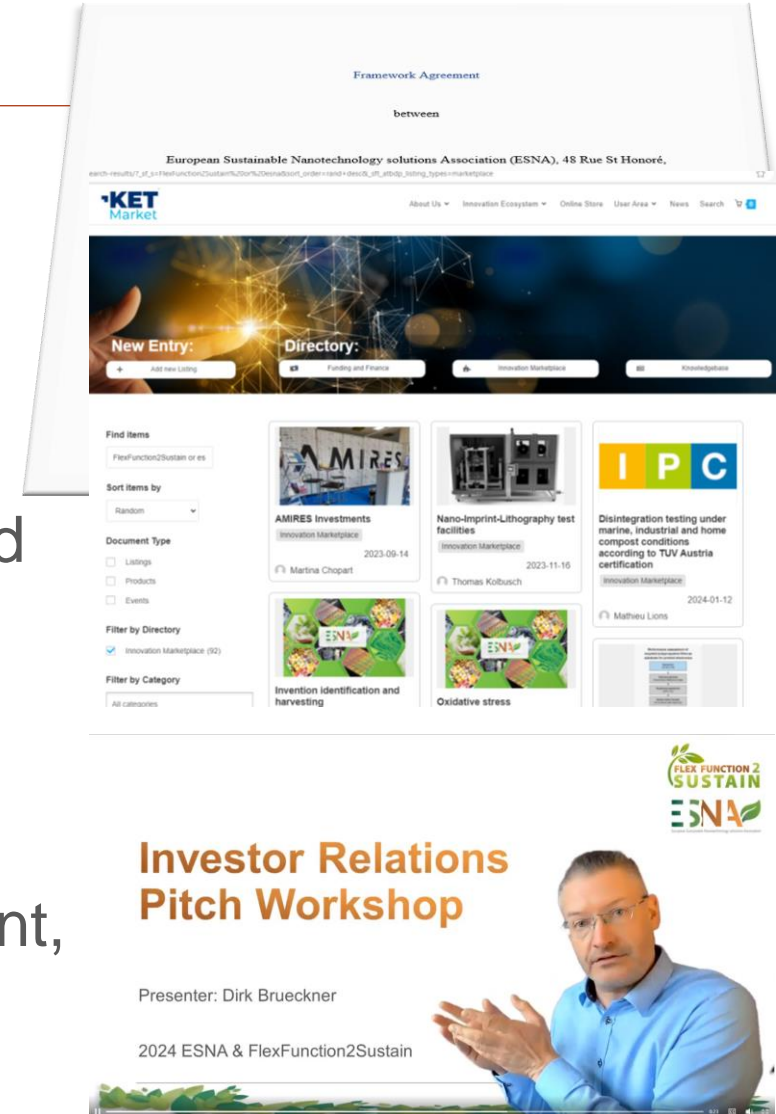 Framework Agreement
between
European Sustainable Nanotechnology solutions Association (ESNA), 48 Rue St Honoré,
KET
Market
About Us
Innovation Ecosystem
Online Store
User Area
News
Search
0
New Entry:
Directory:
+ Add new Listing
Funding and Finance
Innovation Marketplace
Knowledgebase
Find items
FlexFunction2Sustain or es
Sort items by
Random
Document Type
Listings
Products
Events
Filter by Directory
Innovation Marketplace (92)
Filter by Category
All categories
AMIRES
AMIRES Investments
Innovation Marketplace
2023-09-14
Martina Chopart
ESNA
Invention identification and
harvesting
Nano-Imprint-Lithography test
facilities
Innovation Marketplace
2023-11-16
Thomas Kolbusch
ESNA
Oxidative stress
IPC
Disintegration testing under
marine, industrial and home
compost conditions
according to TUV Austria
certification
Innovation Marketplace
2024-01-12
Mathieu Lions
d
nt,
FLEX FUNCTION 2
SUSTAIN
ESNA
Investor Relations
Pitch Workshop
Presenter: Dirk Brueckner
2024 ESNA & FlexFunction2Sustain